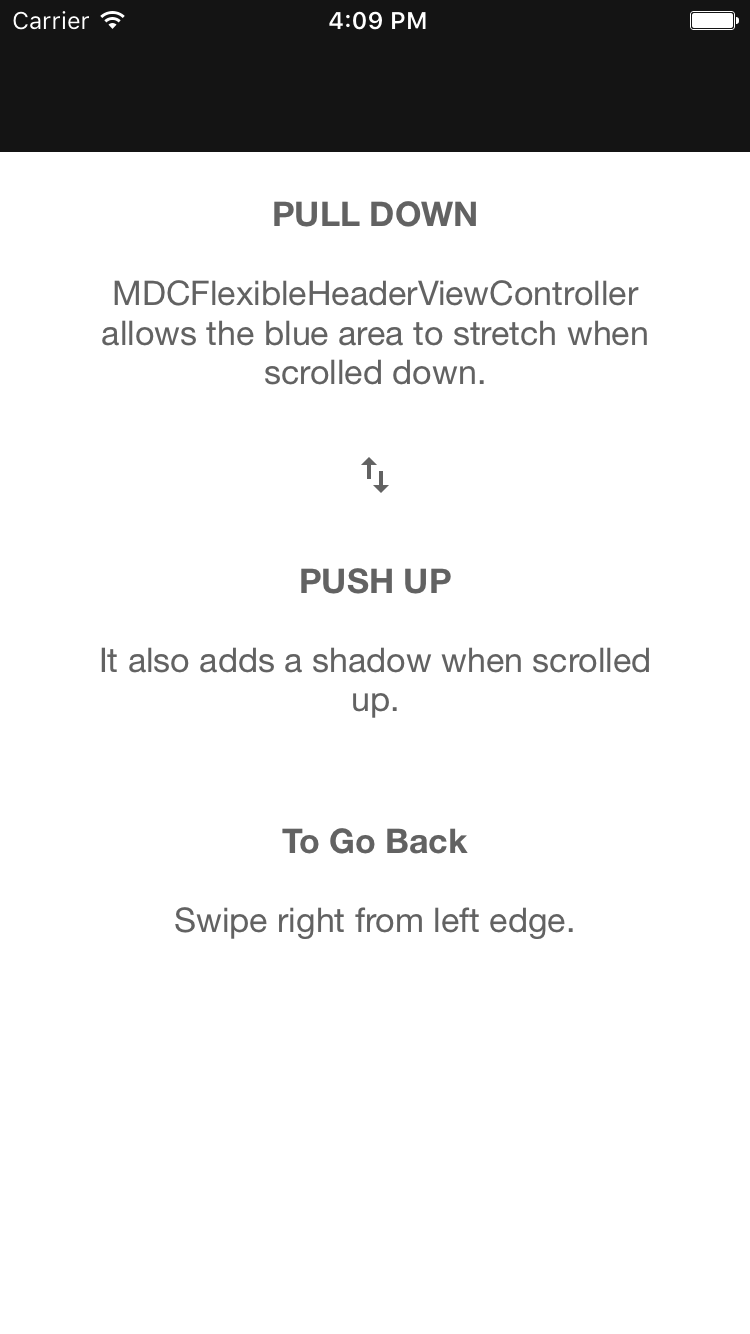 Carrier 4:09 PM
PULL DOWN
MDCFlexibleHeaderViewController
allows the blue area to stretch when
scrolled down.
PUSH UP
It also adds a shadow when scrolled
up.
To Go Back
Swipe right from left edge.